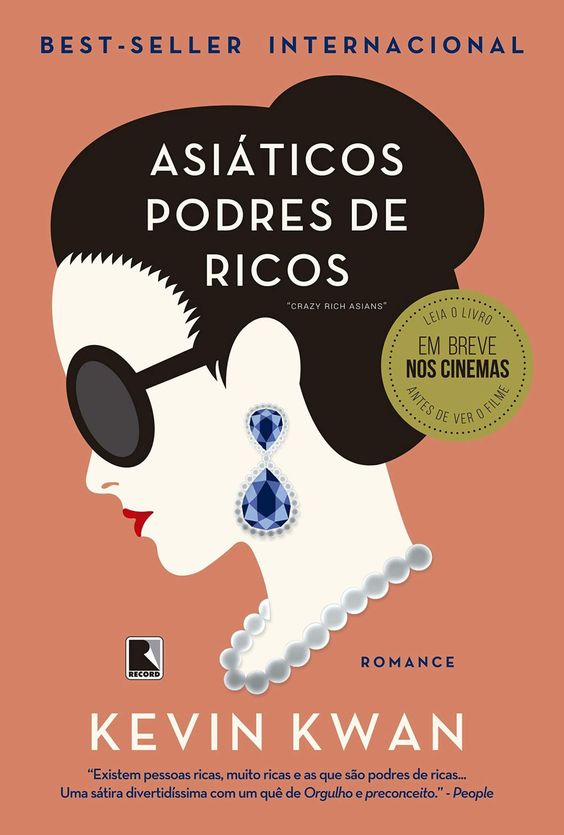 BEST-SELLER INTERNACIONAL
ASIÁTICOS
PODRES DE
RICOS
"CRAZY RICH ASIANS"
LEIA O LIVRO
EM BREVE
NOS CINEMAS
ANTES DE VER O FILME
R
RECORD
ROMANCE
KEVIN KWAN
“Existem pessoas ricas, muito ricas e as que são podres de ricas...
Uma sátira divertidíssima com um quê de Orgulho e preconceito.” - People